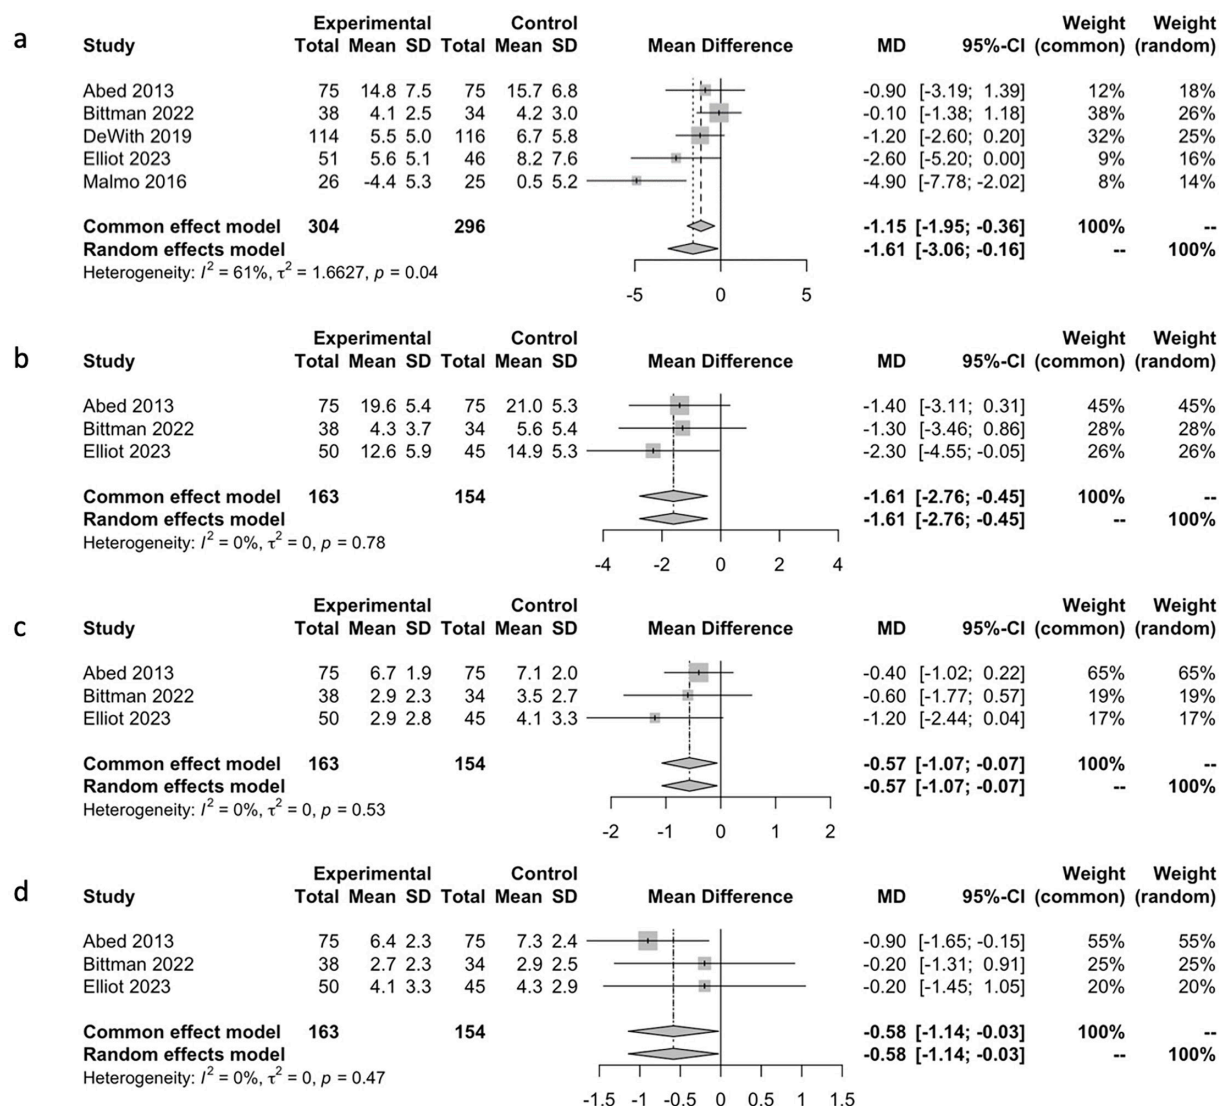 a
Experimental Control Weight Weight
Study Total Mean SD Total Mean SD Mean Difference MD 95%-CI (common) (random)
Abed 2013 75 14.8 7.5 75 15.7 6.8 -0.90 [-3.19; 1.39] 12% 18%
Bittman 2022 38 4.1 2.5 34 4.2 3.0 -0.10 [-1.38; 1.18] 38% 26%
DeWith 2019 114 5.5 5.0 116 6.7 5.8 -1.20 [-2.60; 0.20] 32% 25%
Elliot 2023 51 5.6 5.1 46 8.2 7.6 -2.60 [-5.20; 0.00] 9% 16%
Malmo 2016 26 -4.4 5.3 25 0.5 5.2 -4.90 [-7.78; -2.02] 8% 14%
Common effect model 304 296 -1.15 [-1.95; -0.36] 100% --
Random effects model -1.61 [-3.06; -0.16] -- 100%
Heterogeneity: I² = 61%, τ² = 1.6627, p = 0.04
-5 0 5
b
Experimental Control Weight Weight
Study Total Mean SD Total Mean SD Mean Difference MD 95%-CI (common) (random)
Abed 2013 75 19.6 5.4 75 21.0 5.3 -1.40 [-3.11; 0.31] 45% 45%
Bittman 2022 38 4.3 3.7 34 5.6 5.4 -1.30 [-3.46; 0.86] 28% 28%
Elliot 2023 50 12.6 5.9 45 14.9 5.3 -2.30 [-4.55; -0.05] 26% 26%
Common effect model 163 154 -1.61 [-2.76; -0.45] 100% --
Random effects model -1.61 [-2.76; -0.45] -- 100%
Heterogeneity: I² = 0%, τ² = 0, p = 0.78
-4 -2 0 2 4
c
Experimental Control Weight Weight
Study Total Mean SD Total Mean SD Mean Difference MD 95%-CI (common) (random)
Abed 2013 75 6.7 1.9 75 7.1 2.0 -0.40 [-1.02; 0.22] 65% 65%
Bittman 2022 38 2.9 2.3 34 3.5 2.7 -0.60 [-1.77; 0.57] 19% 19%
Elliot 2023 50 2.9 2.8 45 4.1 3.3 -1.20 [-2.44; 0.04] 17% 17%
Common effect model 163 154 -0.57 [-1.07; -0.07] 100% --
Random effects model -0.57 [-1.07; -0.07] -- 100%
Heterogeneity: I² = 0%, τ² = 0, p = 0.53
-2 -1 0 1 2
d
Experimental Control Weight Weight
Study Total Mean SD Total Mean SD Mean Difference MD 95%-CI (common) (random)
Abed 2013 75 6.4 2.3 75 7.3 2.4 -0.90 [-1.65; -0.15] 55% 55%
Bittman 2022 38 2.7 2.3 34 2.9 2.5 -0.20 [-1.31; 0.91] 25% 25%
Elliot 2023 50 4.1 3.3 45 4.3 2.9 -0.20 [-1.45; 1.05] 20% 20%
Common effect model 163 154 -0.58 [-1.14; -0.03] 100% --
Random effects model -0.58 [-1.14; -0.03] -- 100%
Heterogeneity: I² = 0%, τ² = 0, p = 0.47
-1.5 -1 -0.5 0 0.5 1 1.5